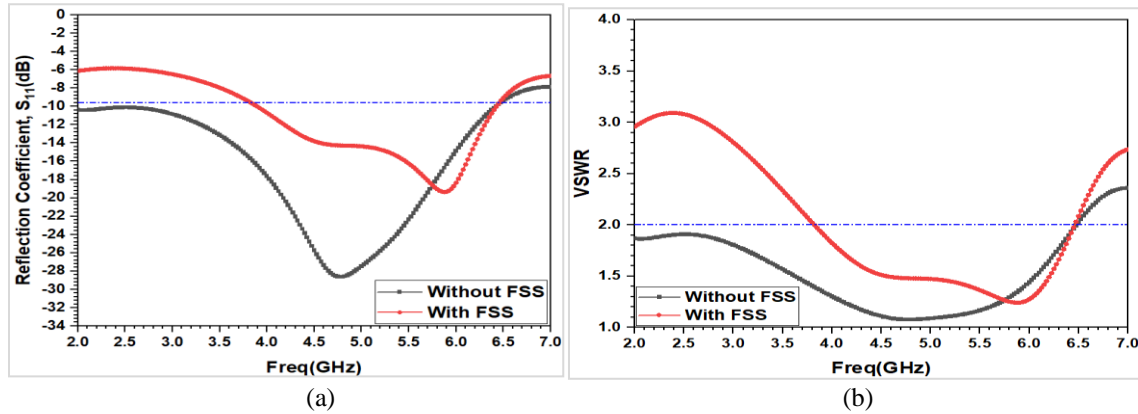 0
-2
-4
-6
-8
-10
-12
-14
-16
-18
-20
-22
-24
-26
-28
-30
-32
-34
Reflection Coefficient, S11(dB)
Without FSS
With FSS
2.0 2.5 3.0 3.5 4.0 4.5 5.0 5.5 6.0 6.5 7.0
Freq(GHz)
(a)
4.0
3.5
3.0
2.5
2.0
1.5
1.0
VSWR
Without FSS
With FSS
2.0 2.5 3.0 3.5 4.0 4.5 5.0 5.5 6.0 6.5 7.0
Freq(GHz)
(b)